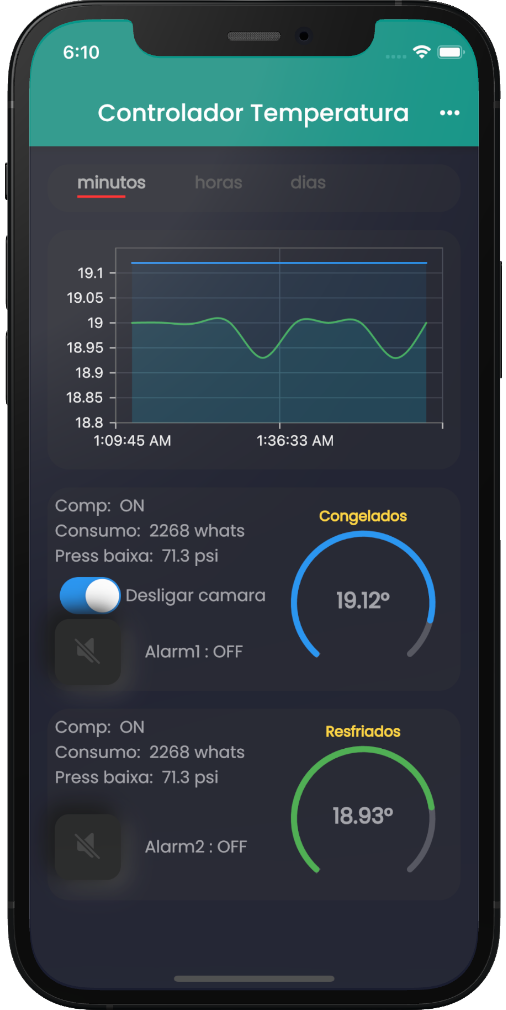 6:10
Controlador Temperatura
minutos horas dias
19.1
19.05
19
18.95
18.9
18.85
18.8
1:09:45 AM 1:36:33 AM
Comp: ON
Consumo: 2268 whats
Press baixa: 71.3 psi
Desligar camara
Alarm1 : OFF
Congelados
19.12º
Comp: ON
Consumo: 2268 whats
Press baixa: 71.3 psi
Alarm2 : OFF
Resfriados
18.93º